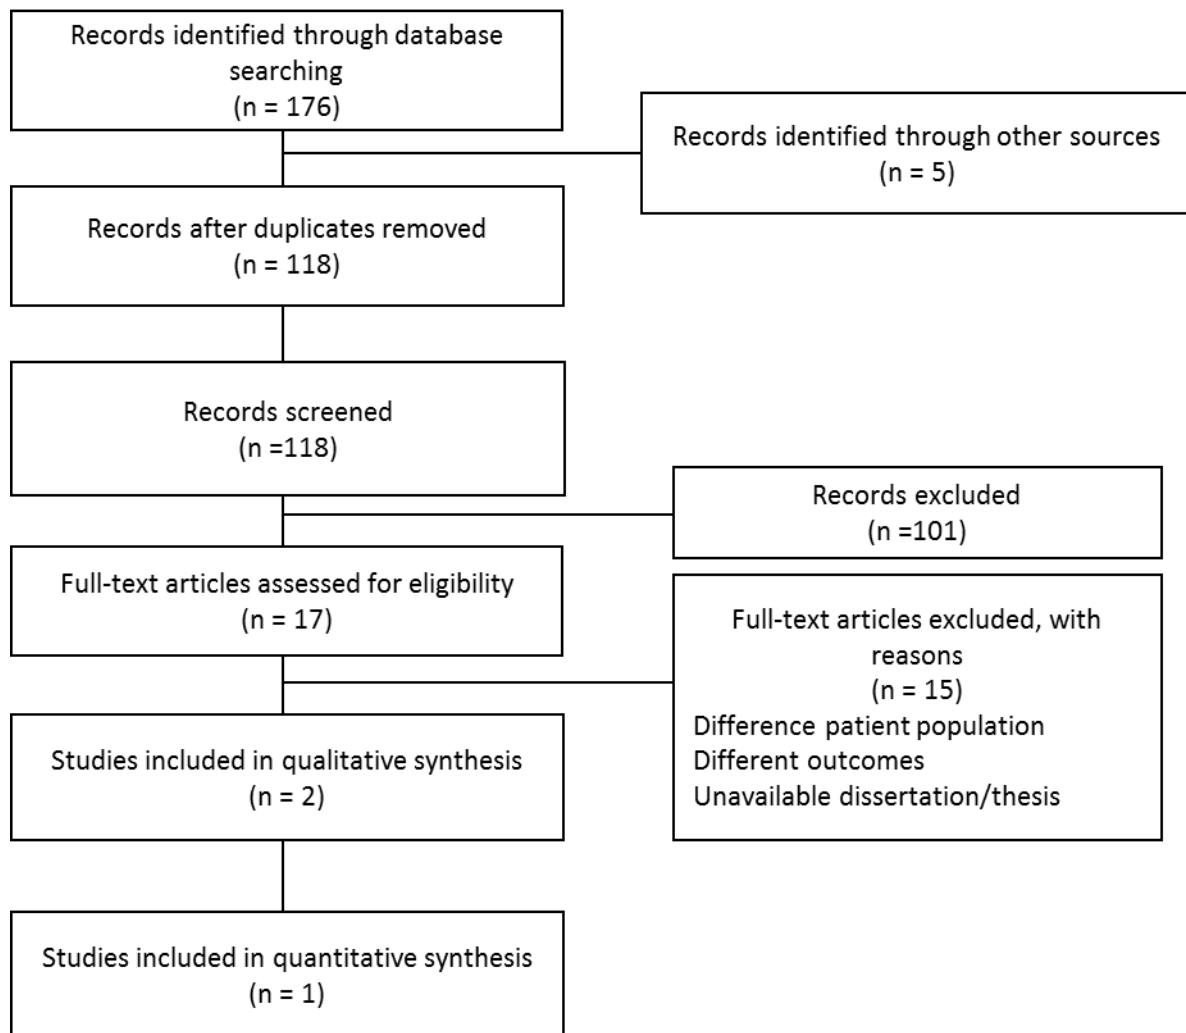 Records identified through database
searching
(n = 176)
Records identified through other sources
(n = 5)
Records after duplicates removed
(n = 118)
Records screened
(n =118)
Records excluded
(n =101)
Full-text articles assessed for eligibility
(n = 17)
Full-text articles excluded, with
reasons
(n = 15)
Difference patient population
Different outcomes
Unavailable dissertation/thesis
Studies included in qualitative synthesis
(n = 2)
Studies included in quantitative synthesis
(n = 1)